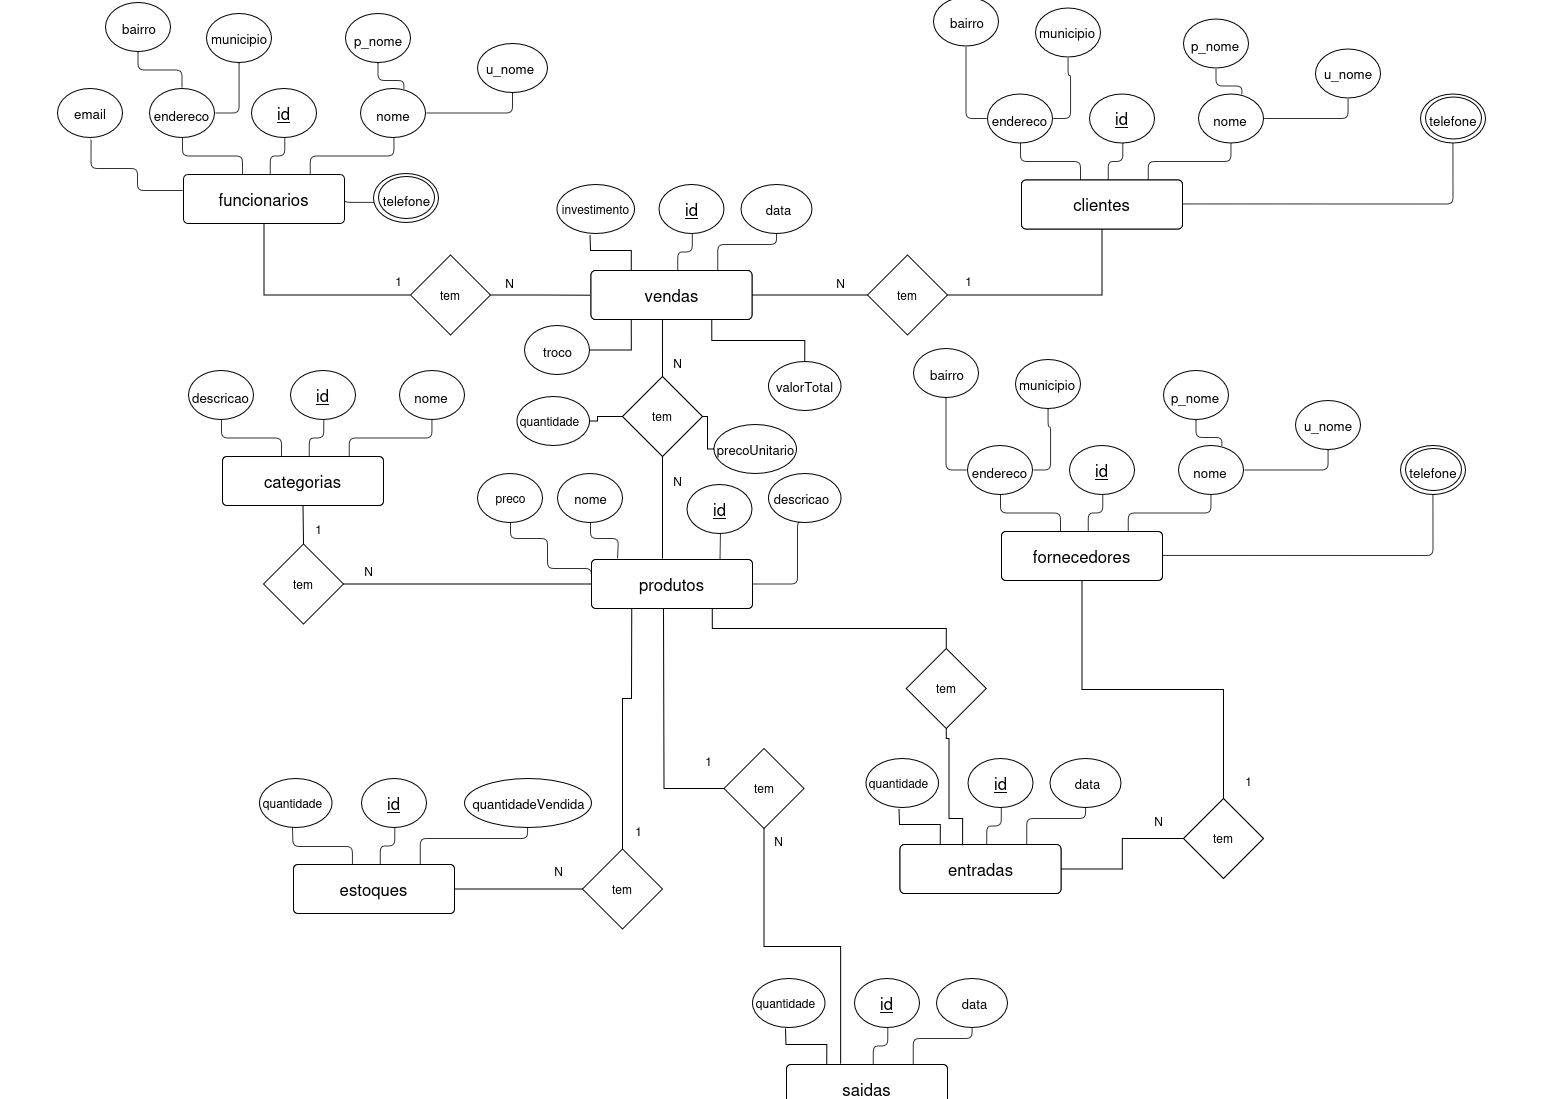 bairro
municipio
p_nome
u_nome
email
endereco
id
nome
funcionarios
telefone
bairro
municipio
p_nome
u_nome
endereco
id
nome
telefone
clientes
investimento
id
data
1
tem
N
vendas
N
tem
1
troco
valorTotal
N
quantidade
tem
precoUnitario
N
descricao
id
nome
categorias
1
tem
N
preco
nome
id
descricao
produtos
bairro
municipio
p_nome
u_nome
endereco
id
nome
telefone
fornecedores
tem
1
tem
N
1
tem
N
quantidade
id
data
entradas
quantidade
id
quantidadeVendida
1
estoques
N
tem
quantidade
id
data
saidas